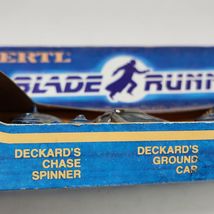 ERTL
BLADE RUNN
DECKARD'S
CHASE
SPINNER
DECKARD'S
GROUND
CAR